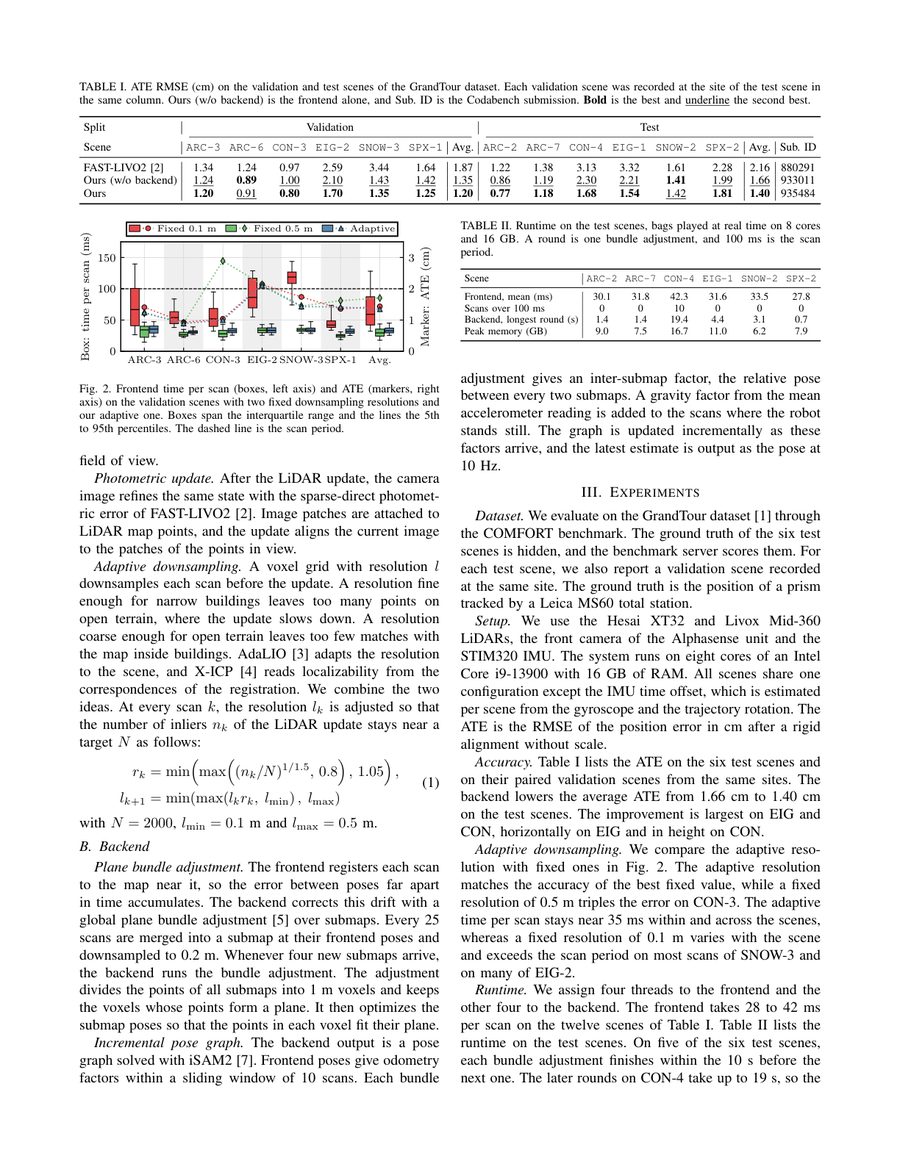 TABLE I. ATE RMSE (cm) on the validation and test scenes of the GrandTour dataset. Each validation scene was recorded at the site of the test scene in
the same column. Ours (w/o backend) is the frontend alone, and Sub. ID is the Codabench submission. Bold is the best and underline the second best.
Split Validation Test
Scene ARC-3 ARC-6 CON-3 EIG-2 SNOW-3 SPX-1 Avg. ARC-2 ARC-7 CON-4 EIG-1 SNOW-2 SPX-2 Avg. Sub. ID
FAST-LIVO2 [2] 1.34 1.24 0.97 2.59 3.44 1.64 1.87 1.22 1.38 3.13 3.32 1.61 2.28 2.16 880291
Ours (w/o backend) 1.24 0.89 1.00 2.10 1.43 1.42 1.35 0.86 1.19 2.30 2.21 1.41 1.99 1.66 933011
Ours 1.20 0.91 0.80 1.70 1.35 1.25 1.20 0.77 1.18 1.68 1.54 1.42 1.81 1.40 935484
Fixed 0.1 m Fixed 0.5 m Adaptive
Box: time per scan (ms)
150
100
50
0
3
2
1
0
Marker: ATE (cm)
ARC-3 ARC-6 CON-3 EIG-2 SNOW-3 SPX-1 Avg.
Fig. 2. Frontend time per scan (boxes, left axis) and ATE (markers, right
axis) on the validation scenes with two fixed downsampling resolutions and
our adaptive one. Boxes span the interquartile range and the lines the 5th
to 95th percentiles. The dashed line is the scan period.
field of view.
Photometric update. After the LiDAR update, the camera
image refines the same state with the sparse-direct photomet-
ric error of FAST-LIVO2 [2]. Image patches are attached to
LiDAR map points, and the update aligns the current image
to the patches of the points in view.
Adaptive downsampling. A voxel grid with resolution l
downsamples each scan before the update. A resolution fine
enough for narrow buildings leaves too many points on
open terrain, where the update slows down. A resolution
coarse enough for open terrain leaves too few matches with
the map inside buildings. AdaLIO [3] adapts the resolution
to the scene, and X-ICP [4] reads localizability from the
correspondences of the registration. We combine the two
ideas. At every scan k, the resolution l_k is adjusted so that
the number of inliers n_k of the LiDAR update stays near a
target N as follows:
r_k = min(max((n_k/N)^{1/1.5}, 0.8), 1.05),
l_{k+1} = min(max(l_k r_k, l_min), l_max)
(1)
with N = 2000, l_min = 0.1 m and l_max = 0.5 m.
B. Backend
Plane bundle adjustment. The frontend registers each scan
to the map near it, so the error between poses far apart
in time accumulates. The backend corrects this drift with a
global plane bundle adjustment [5] over submaps. Every 25
scans are merged into a submap at their frontend poses and
downsampled to 0.2 m. Whenever four new submaps arrive,
the backend runs the bundle adjustment. The adjustment
divides the points of all submaps into 1 m voxels and keeps
the voxels whose points form a plane. It then optimizes the
submap poses so that the points in each voxel fit their plane.
Incremental pose graph. The backend output is a pose
graph solved with iSAM2 [7]. Frontend poses give odometry
factors within a sliding window of 10 scans. Each bundle
TABLE II. Runtime on the test scenes, bags played at real time on 8 cores
and 16 GB. A round is one bundle adjustment, and 100 ms is the scan
period.
Scene ARC-2 ARC-7 CON-4 EIG-1 SNOW-2 SPX-2
Frontend, mean (ms) 30.1 31.8 42.3 31.6 33.5 27.8
Scans over 100 ms 0 0 10 0 0 0
Backend, longest round (s) 1.4 1.4 19.4 4.4 3.1 0.7
Peak memory (GB) 9.0 7.5 16.7 11.0 6.2 7.9
adjustment gives an inter-submap factor, the relative pose
between every two submaps. A gravity factor from the mean
accelerometer reading is added to the scans where the robot
stands still. The graph is updated incrementally as these
factors arrive, and the latest estimate is output as the pose at
10 Hz.
III. EXPERIMENTS
Dataset. We evaluate on the GrandTour dataset [1] through
the COMFORT benchmark. The ground truth of the six test
scenes is hidden, and the benchmark server scores them. For
each test scene, we also report a validation scene recorded
at the same site. The ground truth is the position of a prism
tracked by a Leica MS60 total station.
Setup. We use the Hesai XT32 and Livox Mid-360
LiDARs, the front camera of the Alphasense unit and the
STIM320 IMU. The system runs on eight cores of an Intel
Core i9-13900 with 16 GB of RAM. All scenes share one
configuration except the IMU time offset, which is estimated
per scene from the gyroscope and the trajectory rotation. The
ATE is the RMSE of the position error in cm after a rigid
alignment without scale.
Accuracy. Table I lists the ATE on the six test scenes and
on their paired validation scenes from the same sites. The
backend lowers the average ATE from 1.66 cm to 1.40 cm
on the test scenes. The improvement is largest on EIG and
CON, horizontally on EIG and in height on CON.
Adaptive downsampling. We compare the adaptive reso-
lution with fixed ones in Fig. 2. The adaptive resolution
matches the accuracy of the best fixed value, while a fixed
resolution of 0.5 m triples the error on CON-3. The adaptive
time per scan stays near 35 ms within and across the scenes,
whereas a fixed resolution of 0.1 m varies with the scene
and exceeds the scan period on most scans of SNOW-3 and
on many of EIG-2.
Runtime. We assign four threads to the frontend and the
other four to the backend. The frontend takes 28 to 42 ms
per scan on the twelve scenes of Table I. Table II lists the
runtime on the test scenes. On five of the six test scenes,
each bundle adjustment finishes within the 10 s before the
next one. The later rounds on CON-4 take up to 19 s, so the